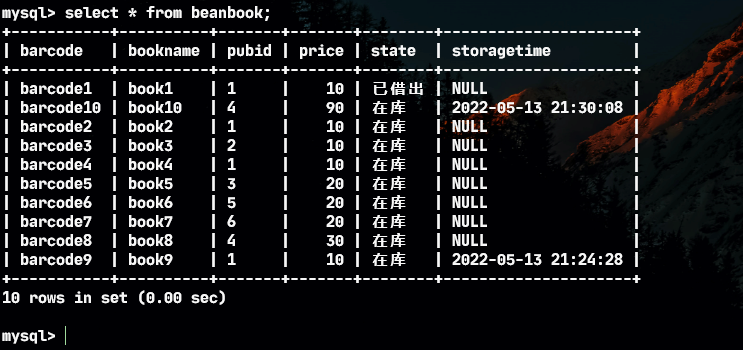 mysql> select * from beanbook;
+-----------+----------+-------+-------+--------+---------------------+
| barcode   | bookname | pubid | price | state  | storagetime         |
+-----------+----------+-------+-------+--------+---------------------+
| barcode1  | book1    | 1     |    10 | 已借出 | NULL                |
| barcode10 | book10   | 4     |    90 | 在库   | 2022-05-13 21:30:08 |
| barcode2  | book2    | 1     |    10 | 在库   | NULL                |
| barcode3  | book3    | 2     |    10 | 在库   | NULL                |
| barcode4  | book4    | 1     |    10 | 在库   | NULL                |
| barcode5  | book5    | 3     |    20 | 在库   | NULL                |
| barcode6  | book6    | 5     |    20 | 在库   | NULL                |
| barcode7  | book7    | 6     |    20 | 在库   | NULL                |
| barcode8  | book8    | 4     |    30 | 在库   | NULL                |
| barcode9  | book9    | 1     |    10 | 在库   | 2022-05-13 21:24:28 |
+-----------+----------+-------+-------+--------+---------------------+
10 rows in set (0.00 sec)
mysql>